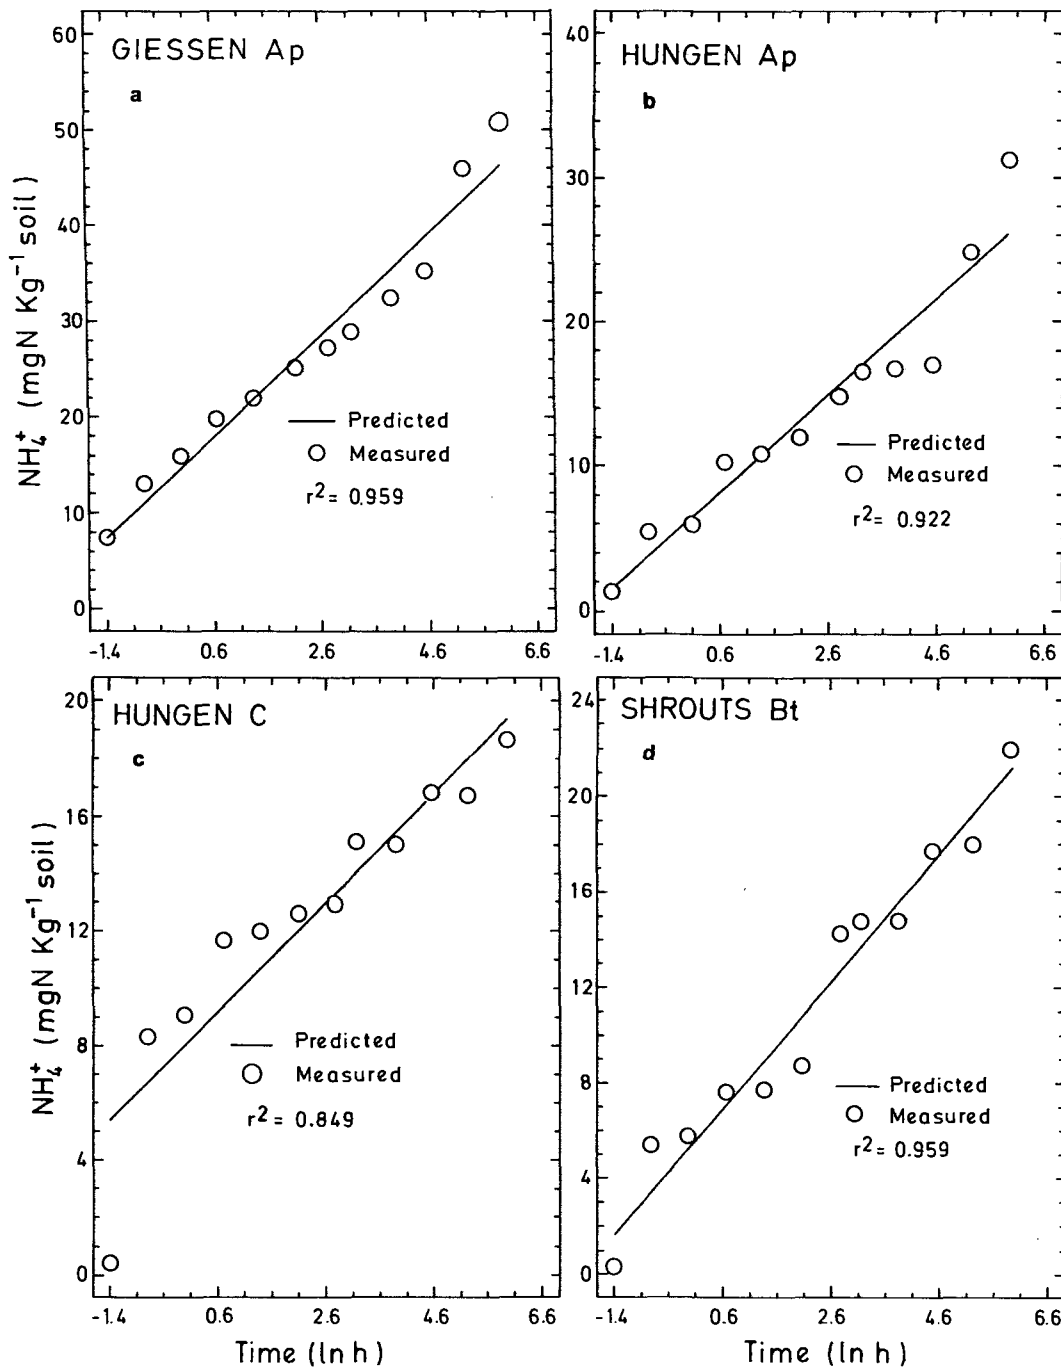 GIESSEN Ap
a
60
50
40
30
20
10
0
NH₄⁺ (mgN Kg⁻¹ soil)
Predicted
Measured
r²= 0.959
-1.4 0.6 2.6 4.6 6.6
HUNGEN Ap
b
40
30
20
10
0
Predicted
Measured
r²= 0.922
-1.4 0.6 2.6 4.6 6.6
HUNGEN C
c
20
16
12
8
4
0
NH₄⁺ (mgN Kg⁻¹ soil)
Predicted
Measured
r²= 0.849
-1.4 0.6 2.6 4.6 6.6
Time (ln h)
SHROUTS Bt
d
24
20
16
12
8
4
0
Predicted
Measured
r²= 0.959
-1.4 0.6 2.6 4.6 6.6
Time (ln h)